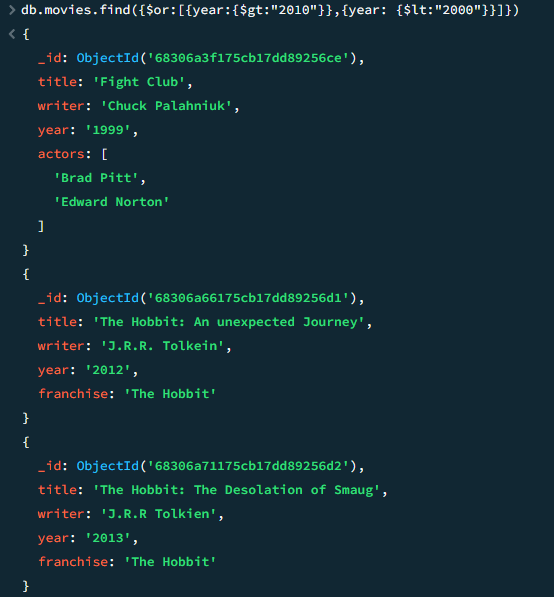 > db.movies.find({$or:[{year:{$gt:"2010"}},{year: {$lt:"2000"}}]})
< {
_id: ObjectId('68306a3f175cb17dd89256ce'),
title: 'Fight Club',
writer: 'Chuck Palahniuk',
year: '1999',
actors: [
'Brad Pitt',
'Edward Norton'
]
}
{
_id: ObjectId('68306a66175cb17dd89256d1'),
title: 'The Hobbit: An unexpected Journey',
writer: 'J.R.R. Tolkein',
year: '2012',
franchise: 'The Hobbit'
}
{
_id: ObjectId('68306a71175cb17dd89256d2'),
title: 'The Hobbit: The Desolation of Smaug',
writer: 'J.R.R Tolkien',
year: '2013',
franchise: 'The Hobbit'
}